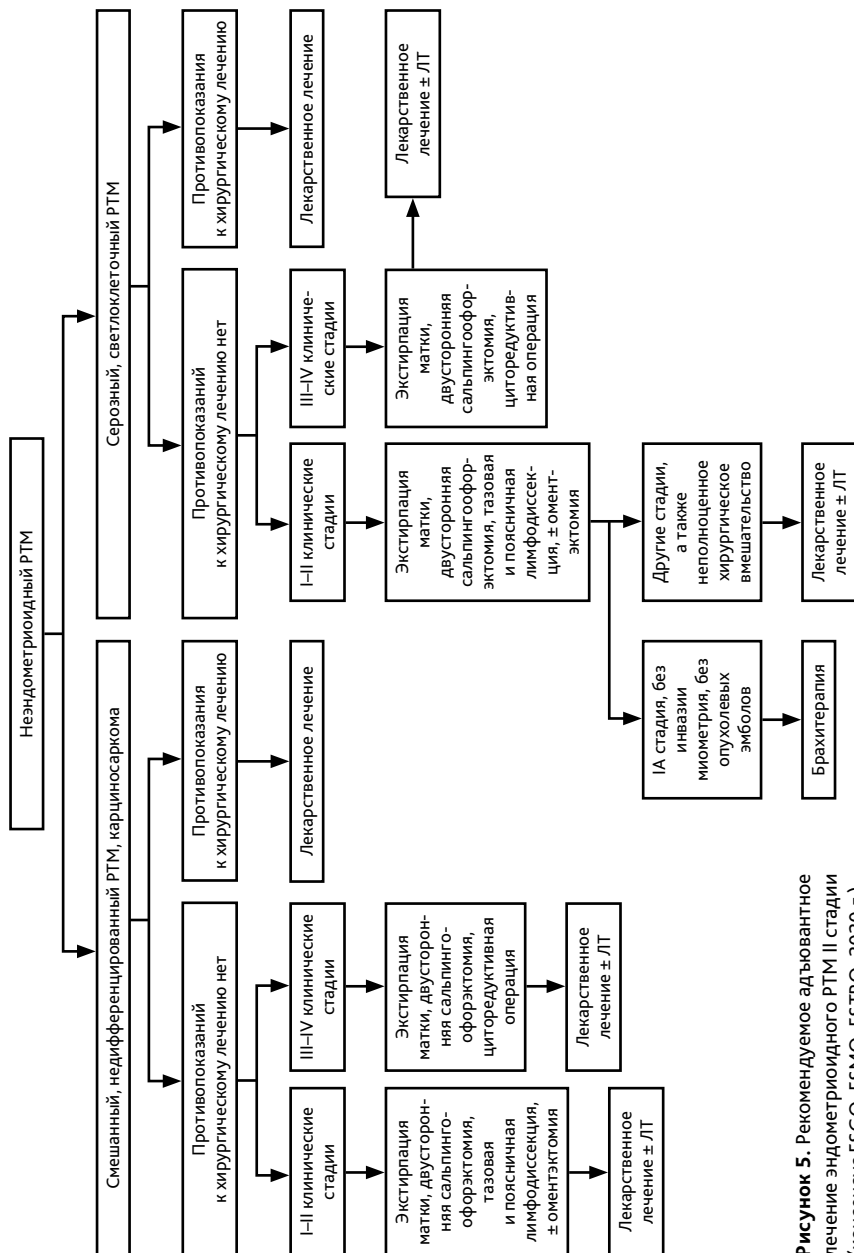 Неэндометриоидный РТМ
Смешанный, недифференцированный РТМ, карциносаркома
Противопоказаний
к хирургическому лечению нет
I–II клинические
стадии
Экстирпация
матки, двусторон-
няя сальпинго-
офорэктомия,
тазовая
и поясничная
лимфодиссекция,
± оментэктомия
Лекарственное
лечение ± ЛТ
III–IV клинические
стадии
Экстирпация
матки, двусторон-
няя сальпинго-
офорэктомия,
циторедуктивная
операция
Лекарственное
лечение ± ЛТ
Противопоказания
к хирургическому лечению
Лекарственное лечение
Серозный, светлоклеточный РТМ
Противопоказаний
к хирургическому лечению нет
I–II клинические
стадии
Экстирпация
матки,
двусторонняя
сальпингоофор-
эктомия, тазовая
и поясничная
лимфодиссек-
ция, ± омент-
эктомия
IA стадия, без
инвазии
миометрия, без
опухолевых
эмболов
Брахитерапия
Другие стадии,
а также
неполноценное
хирургическое
вмешательство
Лекарственное
лечение ± ЛТ
III–IV клиниче-
ские стадии
Экстирпация
матки,
двусторонняя
сальпингоофор-
эктомия,
циторедуктив-
ная операция
Лекарственное
лечение ± ЛТ
Противопоказания
к хирургическому лечению
Лекарственное лечение
Рисунок 5. Рекомендуемое адъювантное
лечение эндометриоидного РТМ II стадии